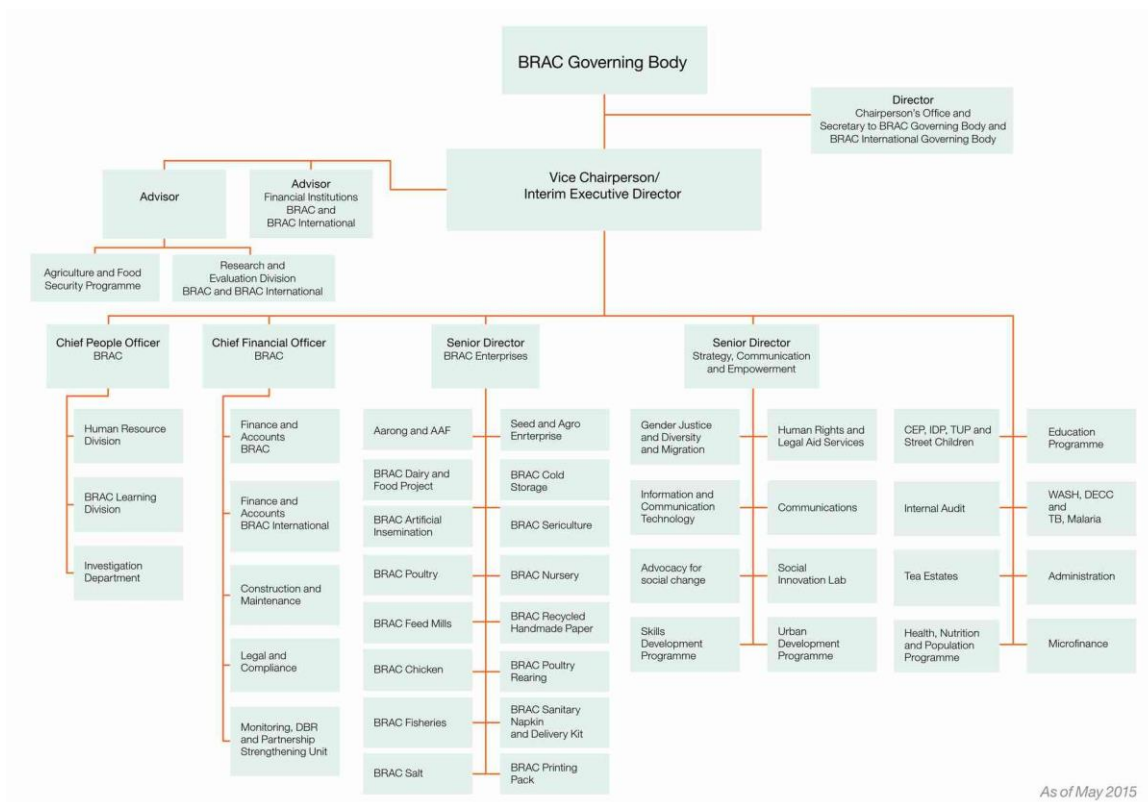 BRAC Governing Body
Director
Chairperson's Office and
Secretary to BRAC Governing Body and
BRAC International Governing Body
Vice Chairperson/
Interim Executive Director
Advisor
Advisor
Financial Institutions
BRAC and
BRAC International
Agriculture and Food
Security Programme
Research and
Evaluation Division
BRAC and BRAC International
Chief People Officer
BRAC
Chief Financial Officer
BRAC
Senior Director
BRAC Enterprises
Senior Director
Strategy, Communication
and Empowerment
Human Resource
Division
BRAC Learning
Division
Investigation
Department
Finance and
Accounts
BRAC
Finance and
Accounts
BRAC International
Construction and
Maintenance
Legal and
Compliance
Monitoring, DBR
and Partnership
Strengthening Unit
Aarong and AAF
Seed and Agro
Enrterprise
BRAC Dairy and
Food Project
BRAC Cold
Storage
BRAC Artificial
Insemination
BRAC Sericulture
BRAC Poultry
BRAC Nursery
BRAC Feed Mills
BRAC Recycled
Handmade Paper
BRAC Chicken
BRAC Poultry
Rearing
BRAC Fisheries
BRAC Sanitary
Napkin
and Delivery Kit
BRAC Salt
BRAC Printing
Pack
Gender Justice
and Diversity
and Migration
Human Rights and
Legal Aid Services
Information and
Communication
Technology
Communications
Advocacy for
social change
Social
Innovation Lab
Skills
Development
Programme
Urban
Development
Programme
CEP, IDP, TUP and
Street Children
Education
Programme
Internal Audit
WASH, DECC
and
TB, Malaria
Tea Estates
Administration
Health, Nutrition
and Population
Programme
Microfinance
As of May 2015